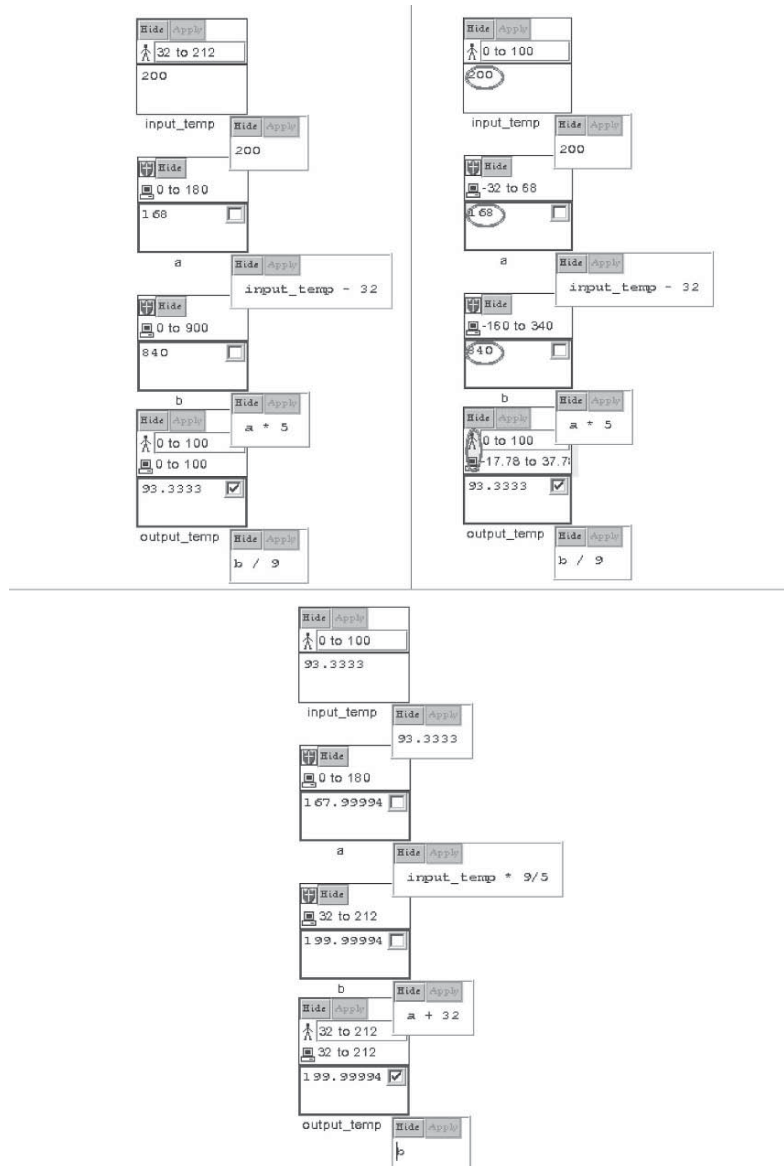 Hide Apply
32 to 212
200
input_temp
Hide Apply
200
Hide
0 to 180
168
a
Hide Apply
input_temp - 32
Hide
0 to 900
840
b
Hide Apply
a * 5
Hide Apply
0 to 100
0 to 100
93.3333
output_temp
Hide Apply
b / 9
Hide Apply
0 to 100
200
input_temp
Hide Apply
200
Hide
-32 to 68
168
a
Hide Apply
input_temp - 32
Hide
-160 to 340
840
b
Hide Apply
a * 5
Hide Apply
0 to 100
-17.78 to 37.78
93.3333
output_temp
Hide Apply
b / 9
Hide Apply
0 to 100
93.3333
input_temp
Hide Apply
93.3333
Hide
0 to 180
167.99994
a
Hide Apply
input_temp * 9/5
Hide
32 to 212
199.99994
b
Hide Apply
a + 32
Hide Apply
32 to 212
32 to 212
199.99994
output_temp
Hide Apply
b